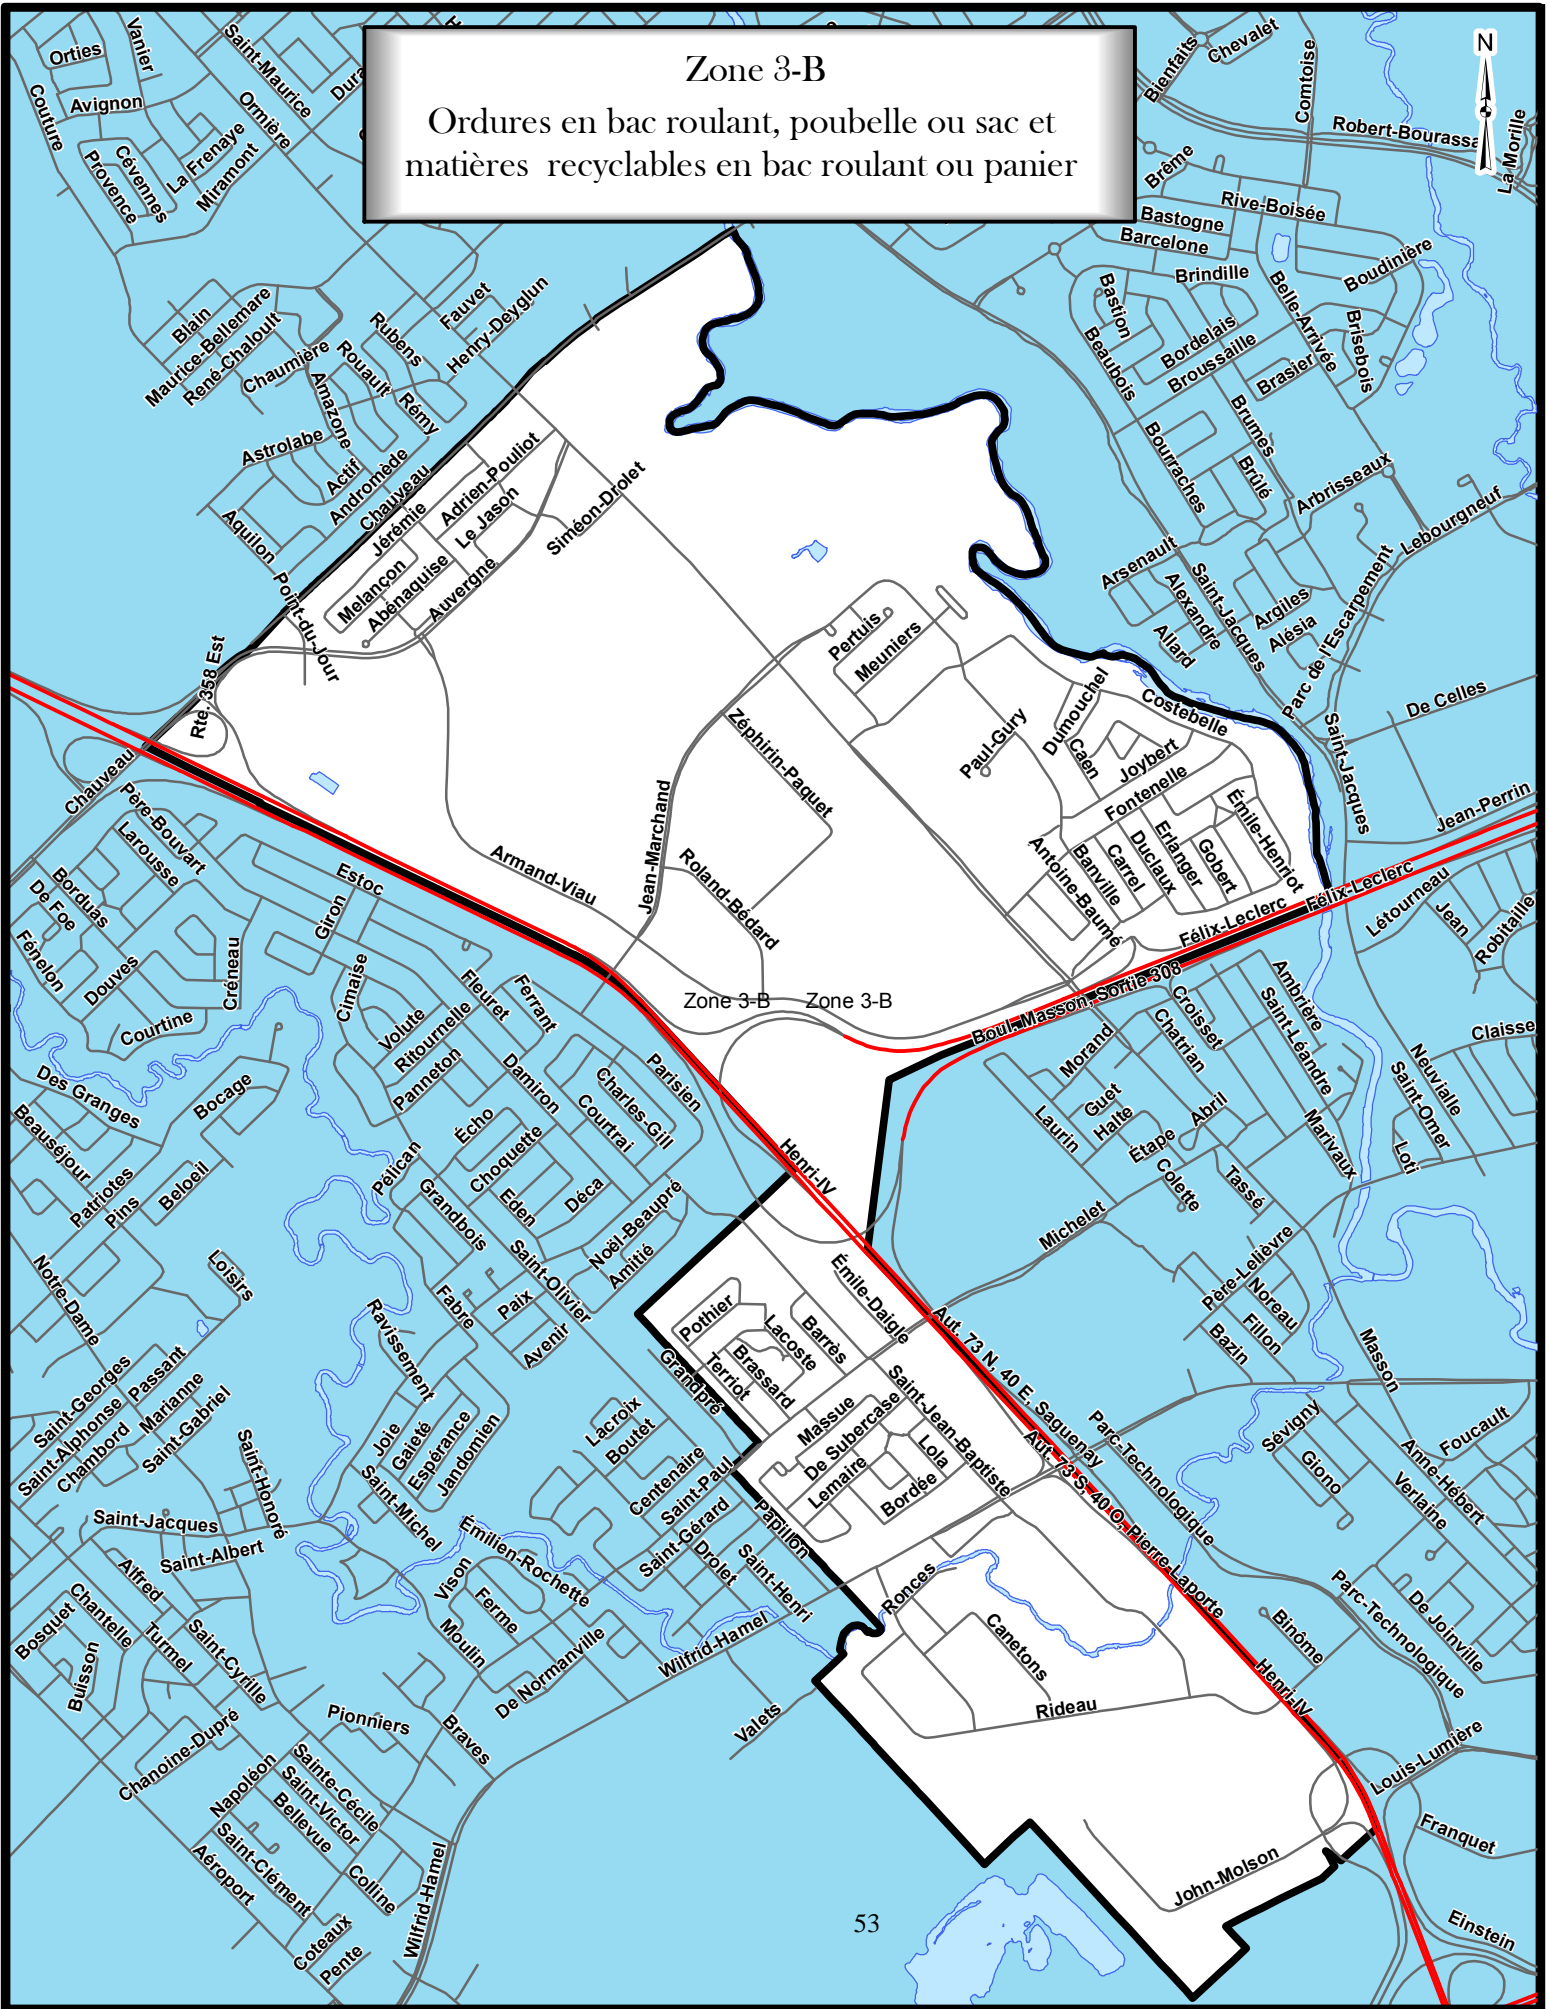 Zone 3-B
Ordures en bac roulant, poubelle ou sac et
matières recyclables en bac roulant ou panier
N
Orties
Vanier
Saint-Maurice
Couture
Avignon
Ormière
Cévennes
La Frenaye
Provence
Miramont
Bienfaits
Chevalet
Comtoise
Robert-Bourassa
La Morille
Brême
Rive-Boisée
Bastogne
Barcelone
Boudinière
Brindille
Bastion
Belle-Arrivée
Bordelais
Brisebois
Beaubois
Broussaille
Brasier
Brumes
Bourraches
Brûlé
Arbrisseaux
Lebourgneuf
Blain
Maurice-Bellemare
René-Chaloult
Chaumière
Rubens
Fauvet
Henry-Deyglun
Rouault
Amazone
Rémy
Astrolabe
Actif
Andromède
Chauveau
Aquilon
Point-du-Jour
Jérémie
Adrien-Pouliot
Le Jason
Siméon-Drolet
Melançon
Abénaquise
Auvergne
Arsenault
Alexandre
Saint-Jacques
Argiles
Alésia
Allard
Parc de l'Escarpement
De Celles
Saint-Jacques
Jean-Perrin
Rte. 358 Est
Chauveau
Pertuis
Meuniers
Zéphirin-Paquet
Paul-Gury
Dumouchel
Costebelle
Caen
Joybert
Fontenelle
Émile-Henriot
Erlanger
Gobert
Duclaux
Carrel
Banville
Antoine-Baumé
Jean-Marchand
Roland-Bédard
Armand-Viau
Félix-Leclerc
Félix-Leclerc
Létourneau
Jean
Robitaille
Père-Bouvart
Larousse
Estoc
Borduas
De Foe
Giron
Fénelon
Douves
Créneau
Cimaise
Courtine
Fleuret
Ferrant
Volute
Ritournelle
Panneton
Damiron
Parisien
Zone 3-B
Zone 3-B
Boul. Masson, Sortie 308
Croisset
Ambrière
Saint-Léandre
Chatrian
Claisse
Morand
Neuvialle
Saint-Omer
Guet
Halte
Laurin
Abril
Étape
Marivaux
Loti
Colette
Tassé
Michelet
Des Granges
Bocage
Beauséjour
Patriotes
Pins
Beloeil
Charles-Gill
Courtrai
Écho
Choquette
Pélican
Grandbois
Eden
Déca
Noël-Beaupré
Amitié
Saint-Olivier
Henri-IV
Notre-Dame
Loisirs
Fabre
Paix
Avenir
Ravissement
Émile-Daigle
Père-Lelièvre
Noreau
Fillon
Bazin
Masson
Pothier
Lacoste
Barrès
Brassard
Terriot
Grandpré
Aut. 73 N, 40 E, Saguenay
Saint-Georges
Saint-Alphonse
Passant
Marianne
Chambord
Saint-Gabriel
Saint-Honoré
Joie
Gaieté
Espérance
Jandomien
Saint-Michel
Lacroix
Boutet
Centenaire
Saint-Paul
Saint-Gérard
Papillon
Massue
De Subercase
Saint-Jean-Baptiste
Lemaire
Lola
Bordée
Aut. 73 S, 40 O, Pierre-Laporte
Parc-Technologique
Sévigny
Giono
Foucault
Anne-Hébert
Verlaine
Saint-Jacques
Saint-Albert
Émilien-Rochette
Vison
Drolet
Saint-Henri
Ferme
Moulin
De Normanville
Wilfrid-Hamel
Ronces
Canetons
Rideau
Valets
Binôme
Henri-IV
Parc-Technologique
De Joinville
Louis-Lumière
Franquet
Alfred
Chantelle
Bosquet
Buisson
Turmel
Saint-Cyrille
Pionniers
Braves
Chanoine-Dupré
Napoléon
Sainte-Cécile
Saint-Victor
Bellevue
Saint-Clément
Colline
Aéroport
Coteaux
Pente
Wilfrid-Hamel
John-Molson
Einstein
53